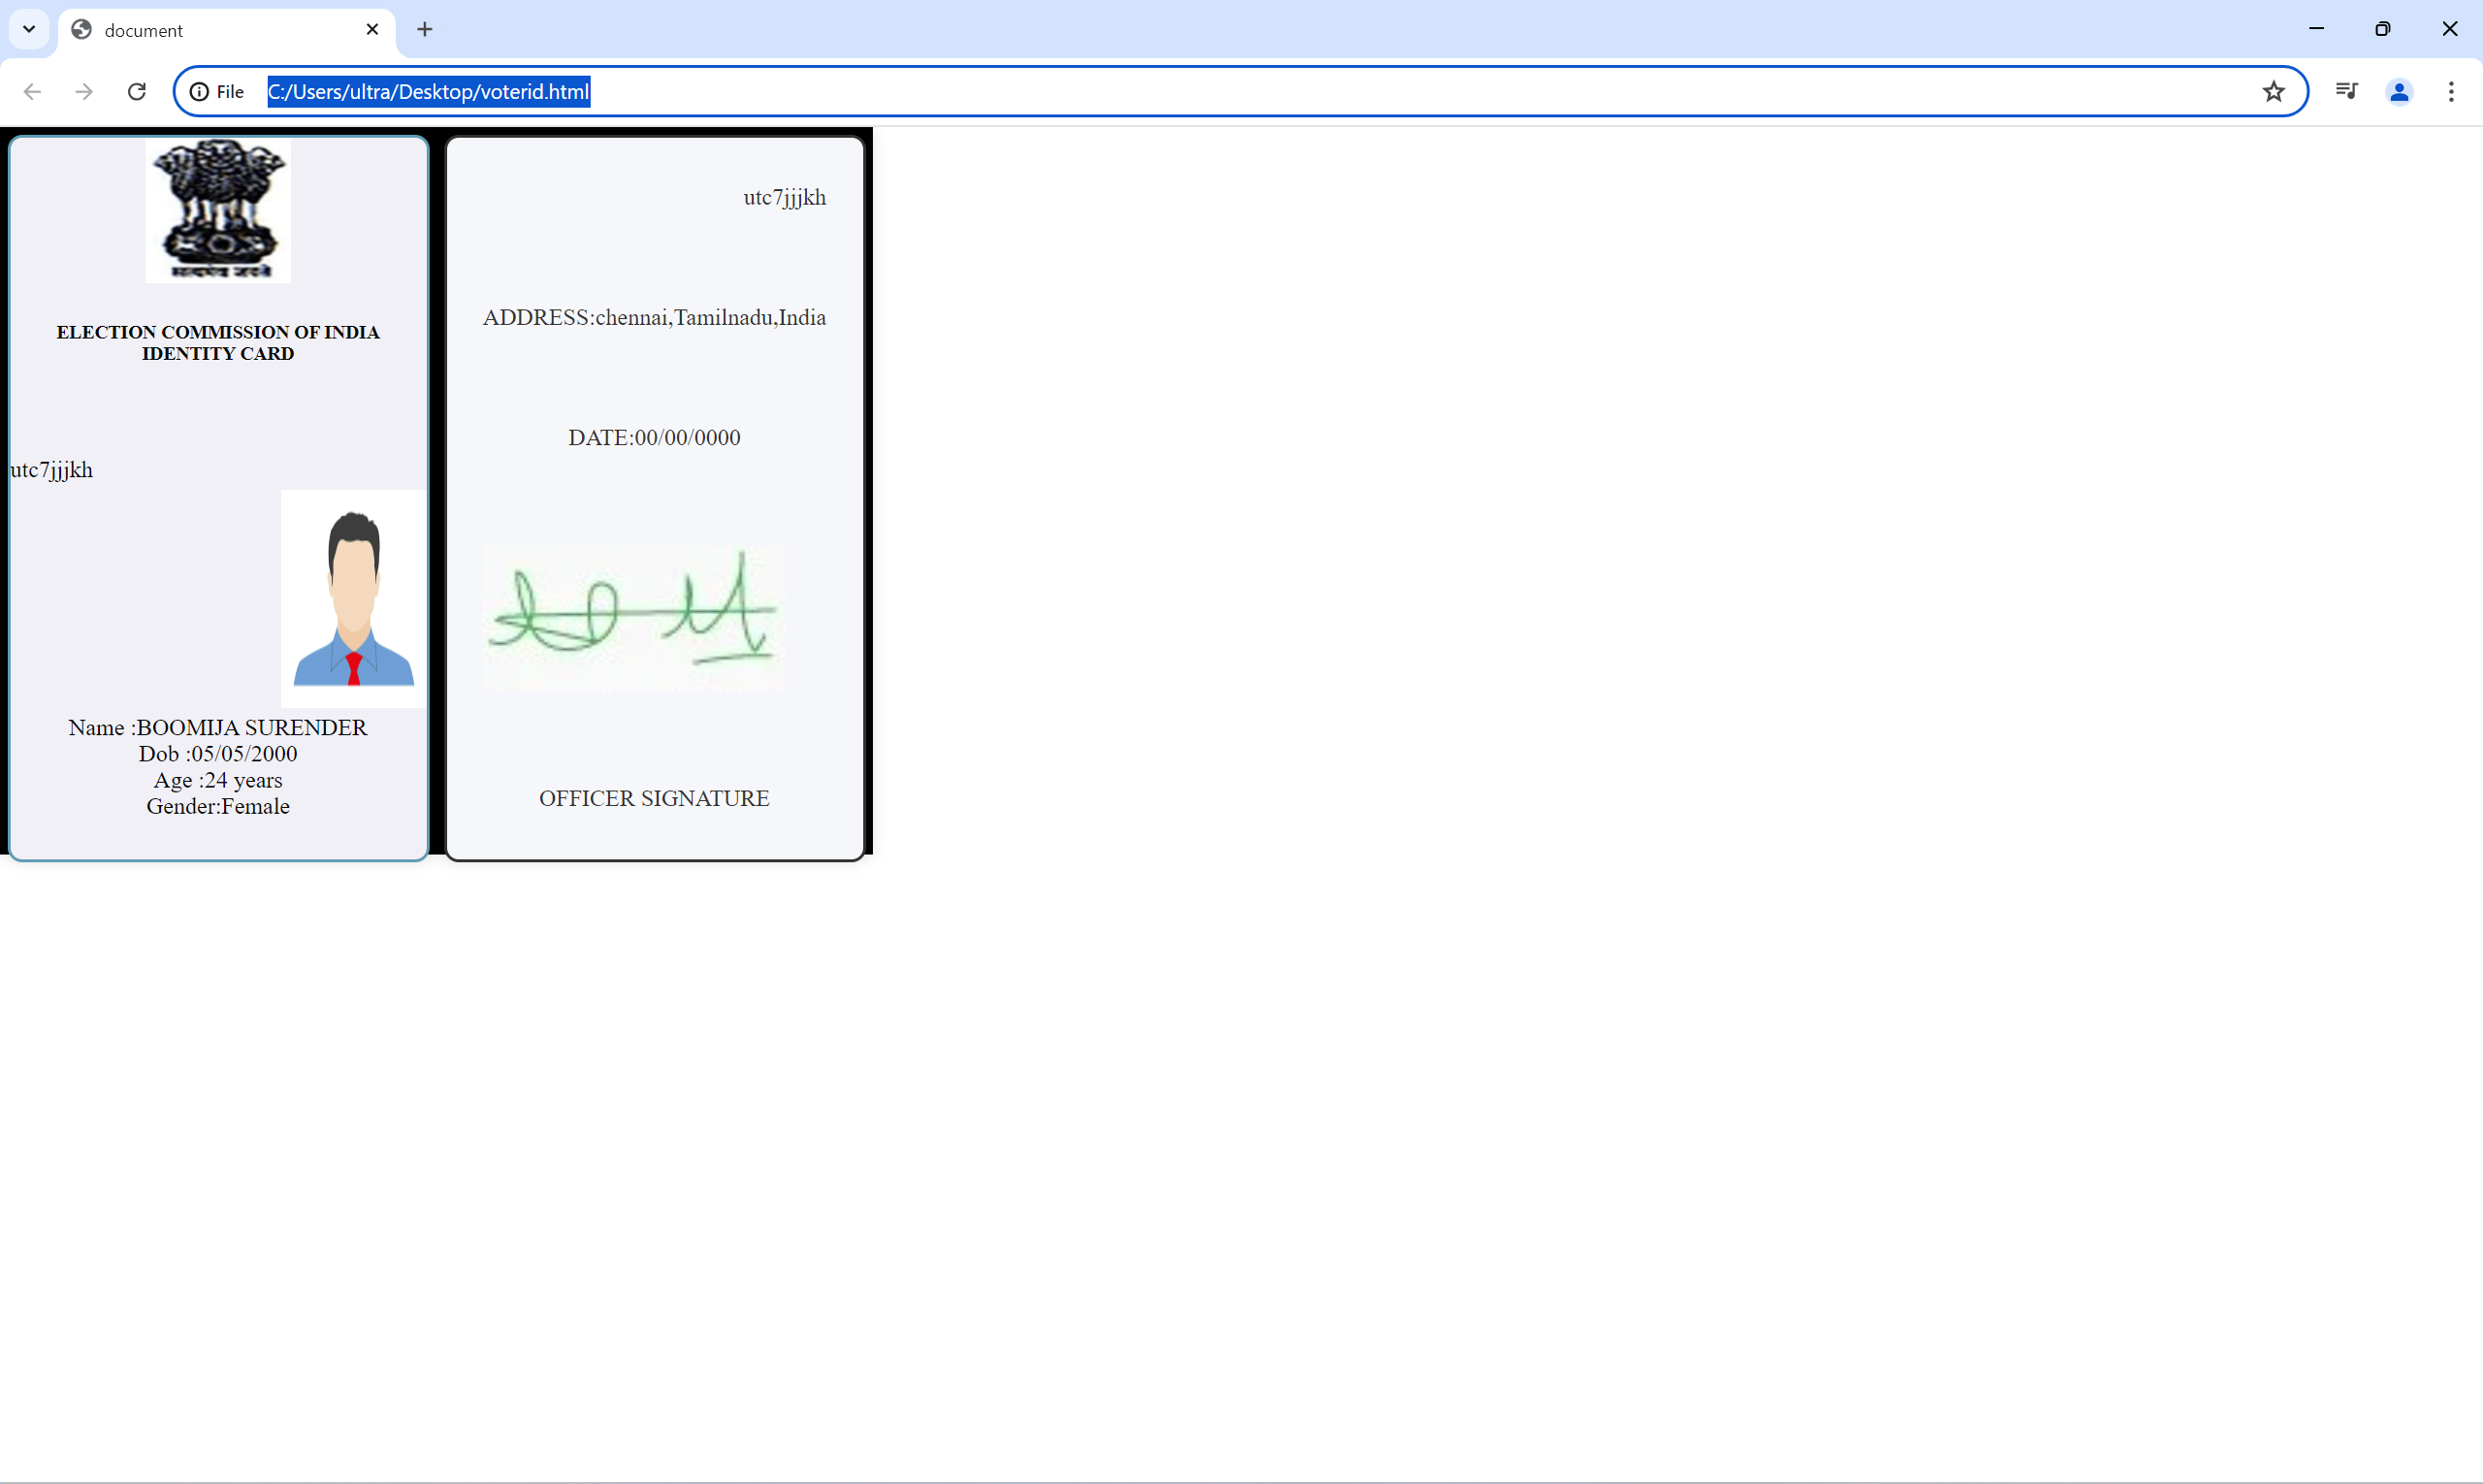 document
File
C:/Users/ultra/Desktop/voterid.html
सत्यमेव जयते
ELECTION COMMISSION OF INDIA
IDENTITY CARD
utc7jjjkh
Name :BOOMIJA SURENDER
Dob :05/05/2000
Age :24 years
Gender:Female
utc7jjjkh
ADDRESS:chennai,Tamilnadu,India
DATE:00/00/0000
OFFICER SIGNATURE